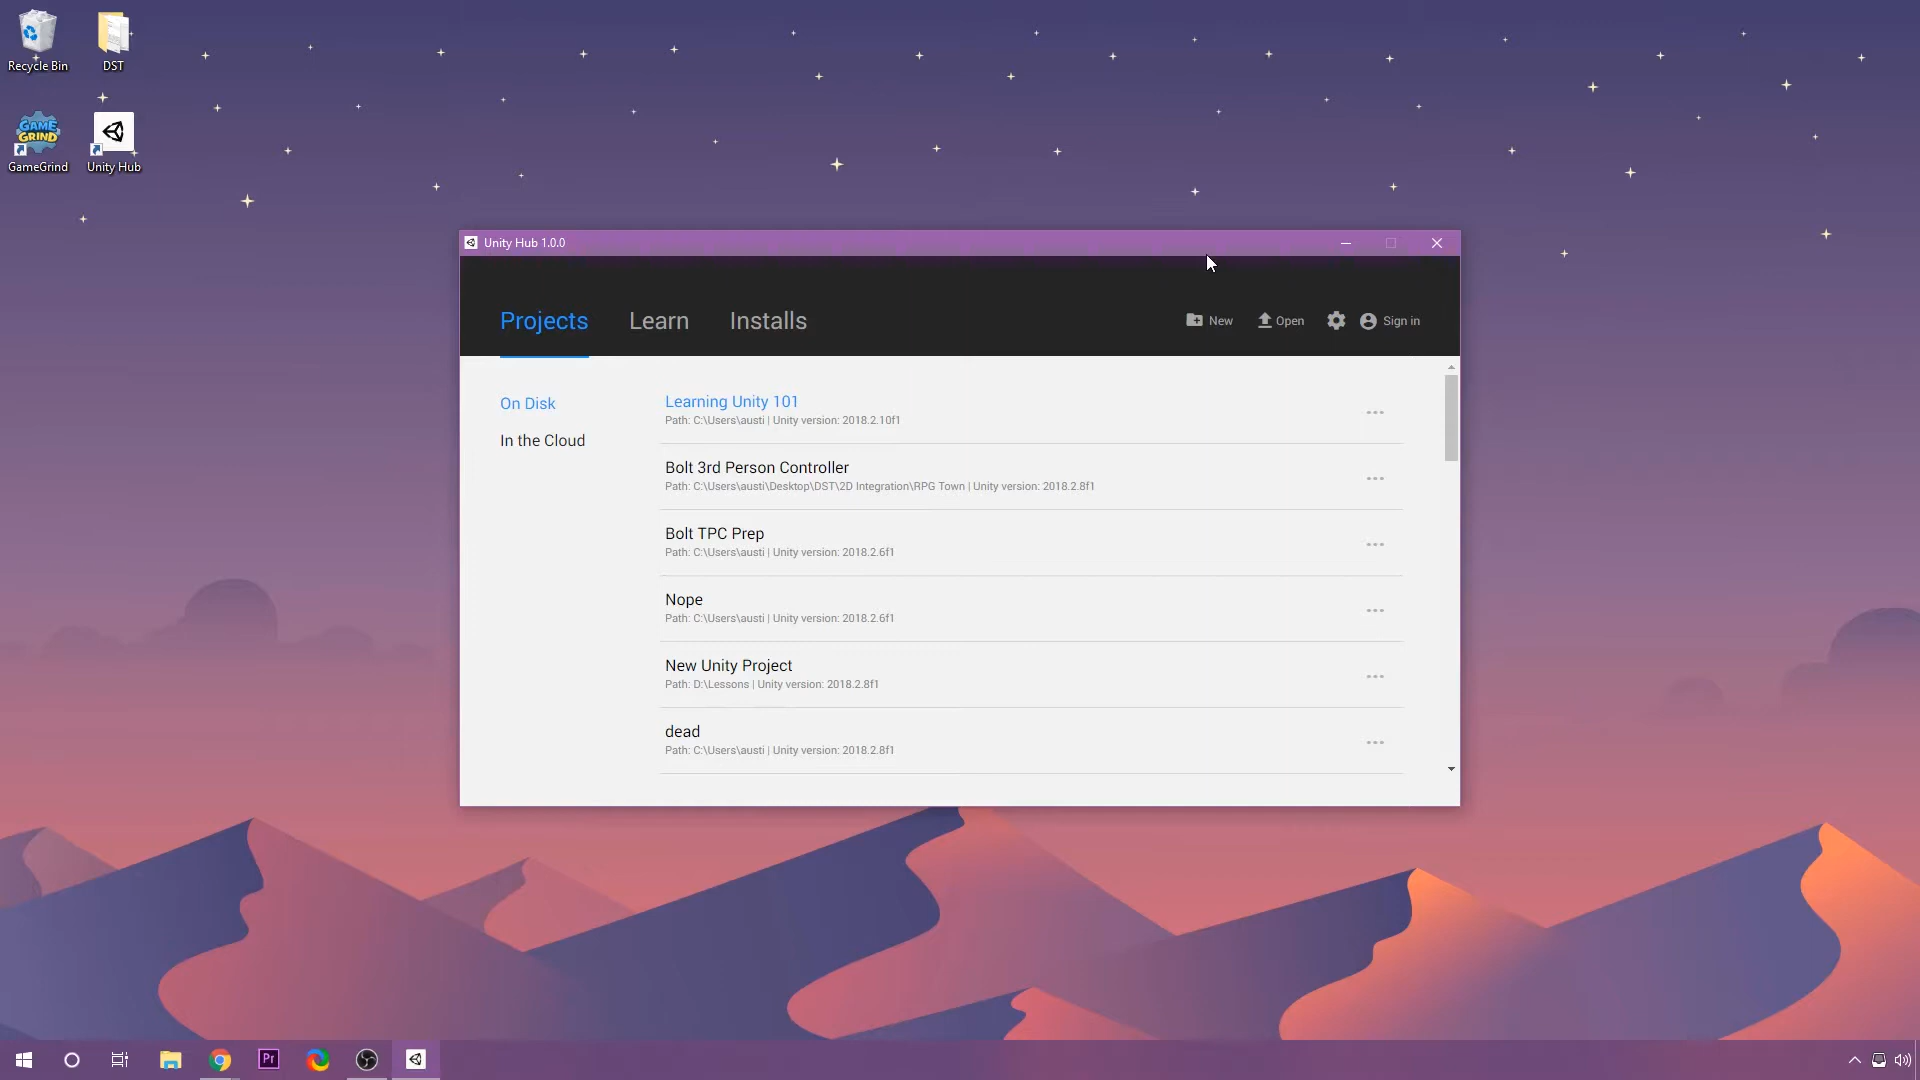 Recycle Bin
DST
GAME
GRIND
GameGrind
Unity Hub
Unity Hub 1.0.0
Projects
Learn
Installs
New
Open
Sign in
On Disk
In the Cloud
Learning Unity 101
Path: C:\Users\austi | Unity version: 2018.2.10f1
Bolt 3rd Person Controller
Path: C:\Users\austi\Desktop\DST\2D Integration\RPG Town | Unity version: 2018.2.8f1
Bolt TPC Prep
Path: C:\Users\austi | Unity version: 2018.2.6f1
Nope
Path: C:\Users\austi | Unity version: 2018.2.6f1
New Unity Project
Path: D:\Lessons | Unity version: 2018.2.8f1
dead
Path: C:\Users\austi | Unity version: 2018.2.8f1
Pr